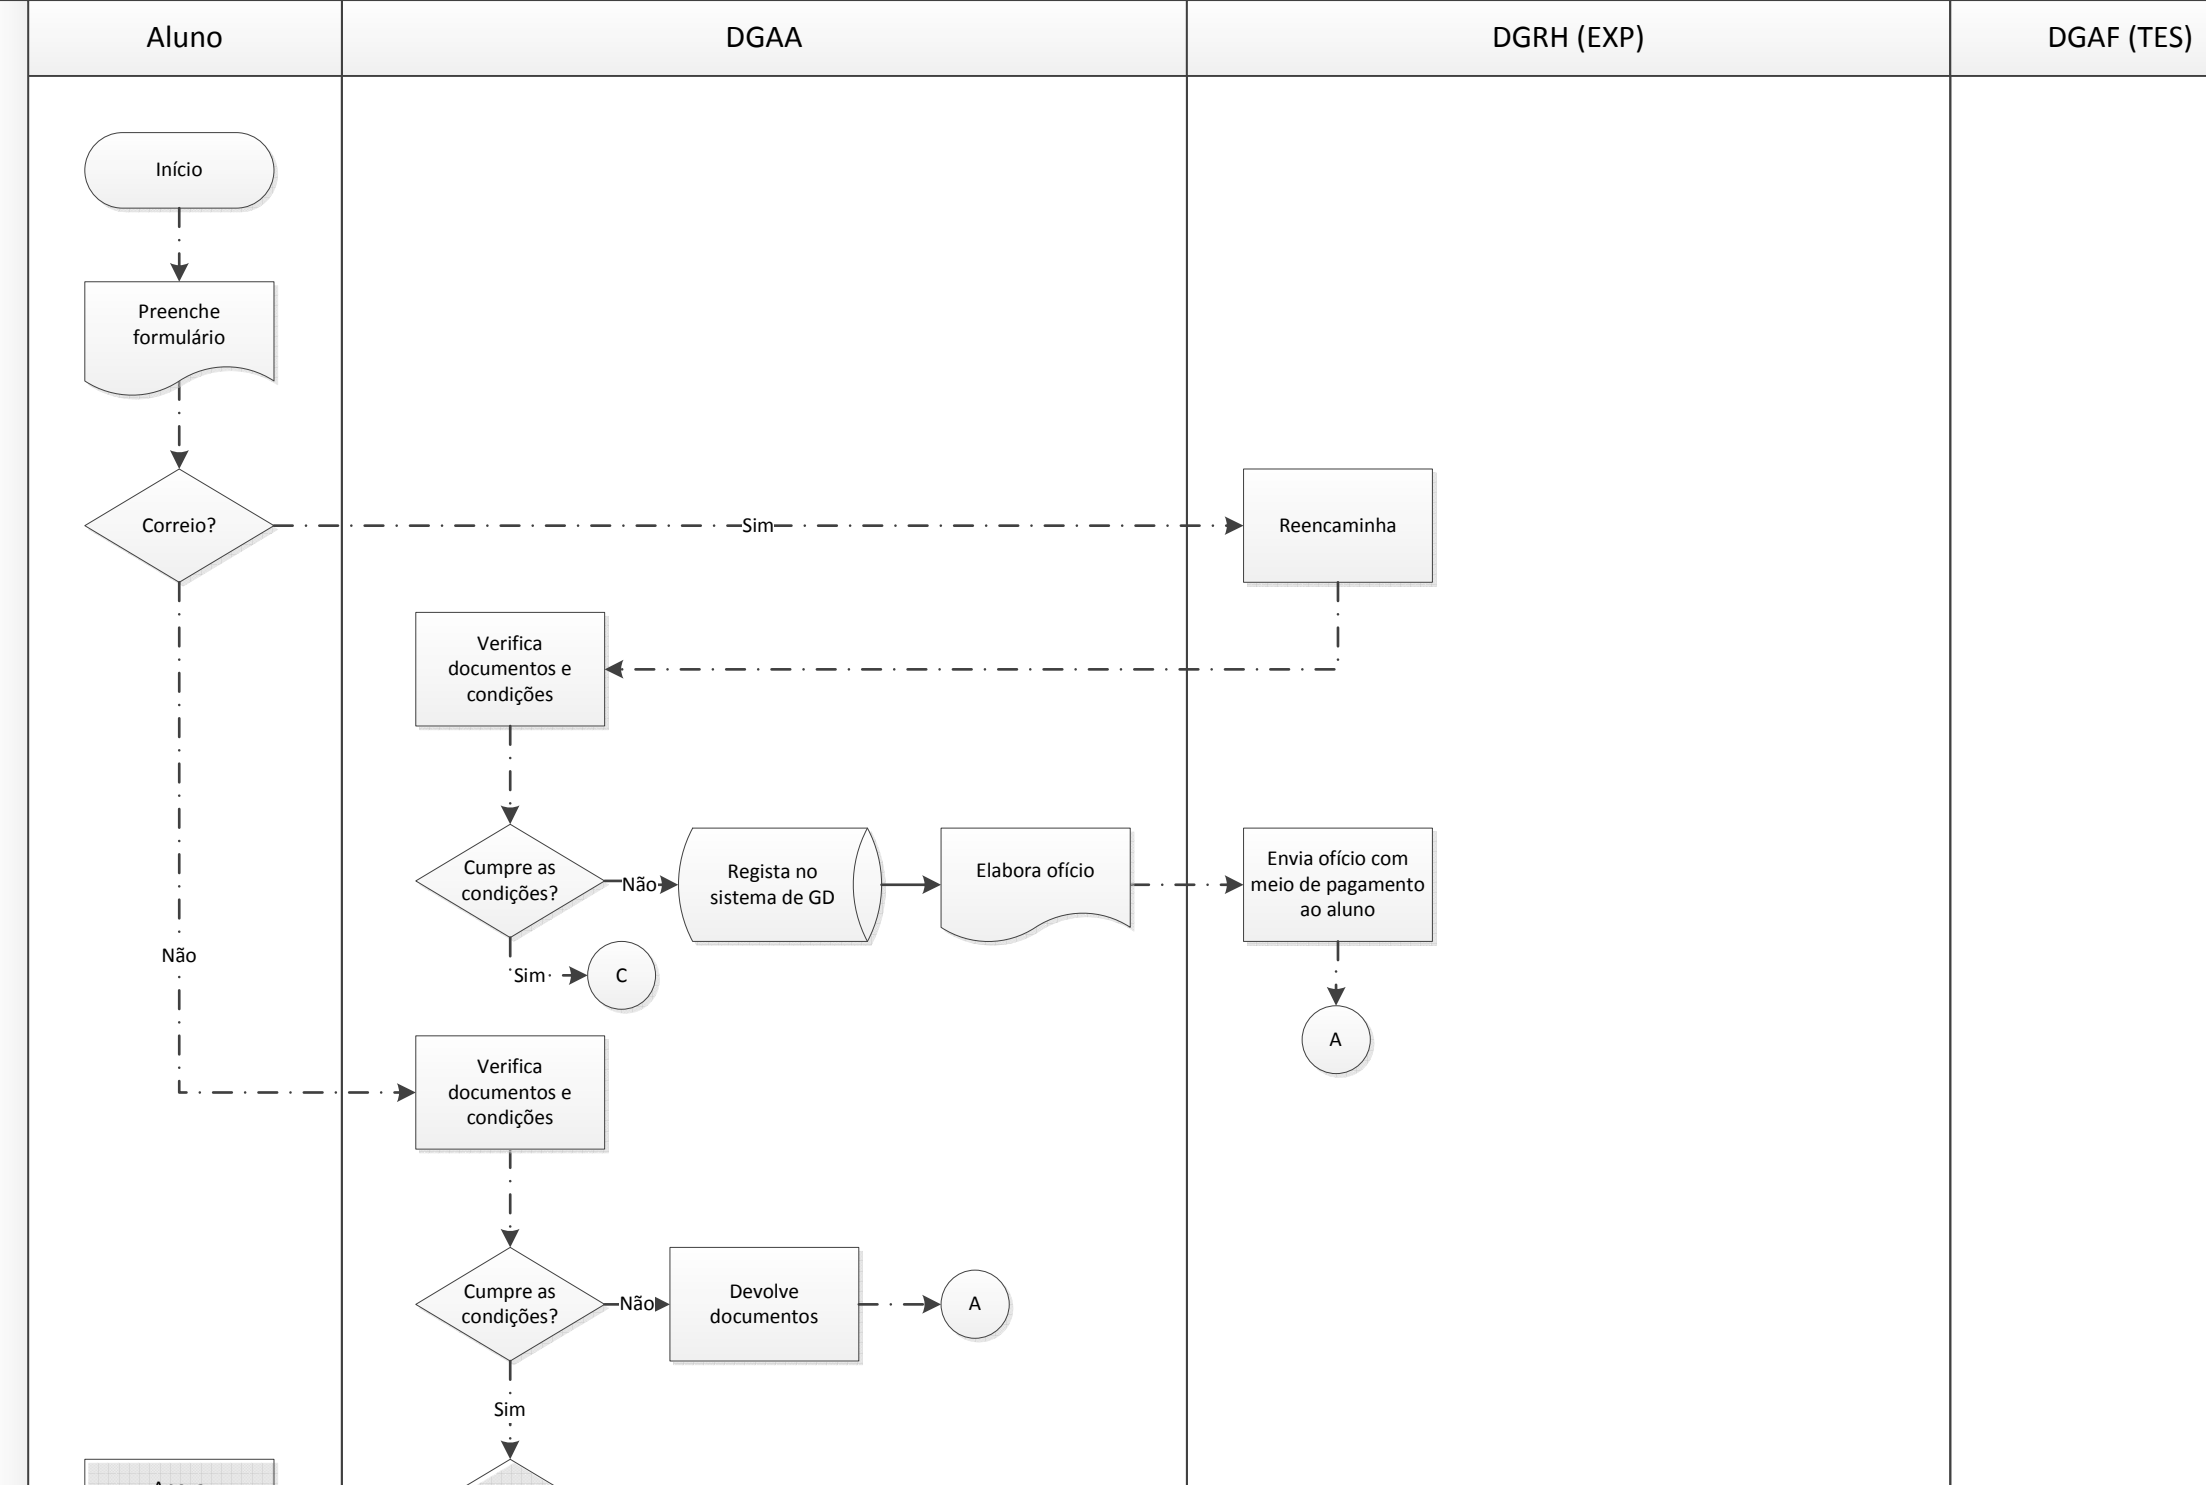 Aluno
DGAA
DGRH (EXP)
DGAF (TES)
Início
Preenche
formulário
Correio?
Sim
Reencaminha
Verifica
documentos e
condições
Cumpre as
condições?
Não
Regista no
sistema de GD
Elabora ofício
Envia ofício com
meio de pagamento
ao aluno
Sim
C
A
Não
Verifica
documentos e
condições
Cumpre as
condições?
Não
Devolve
documentos
A
Sim